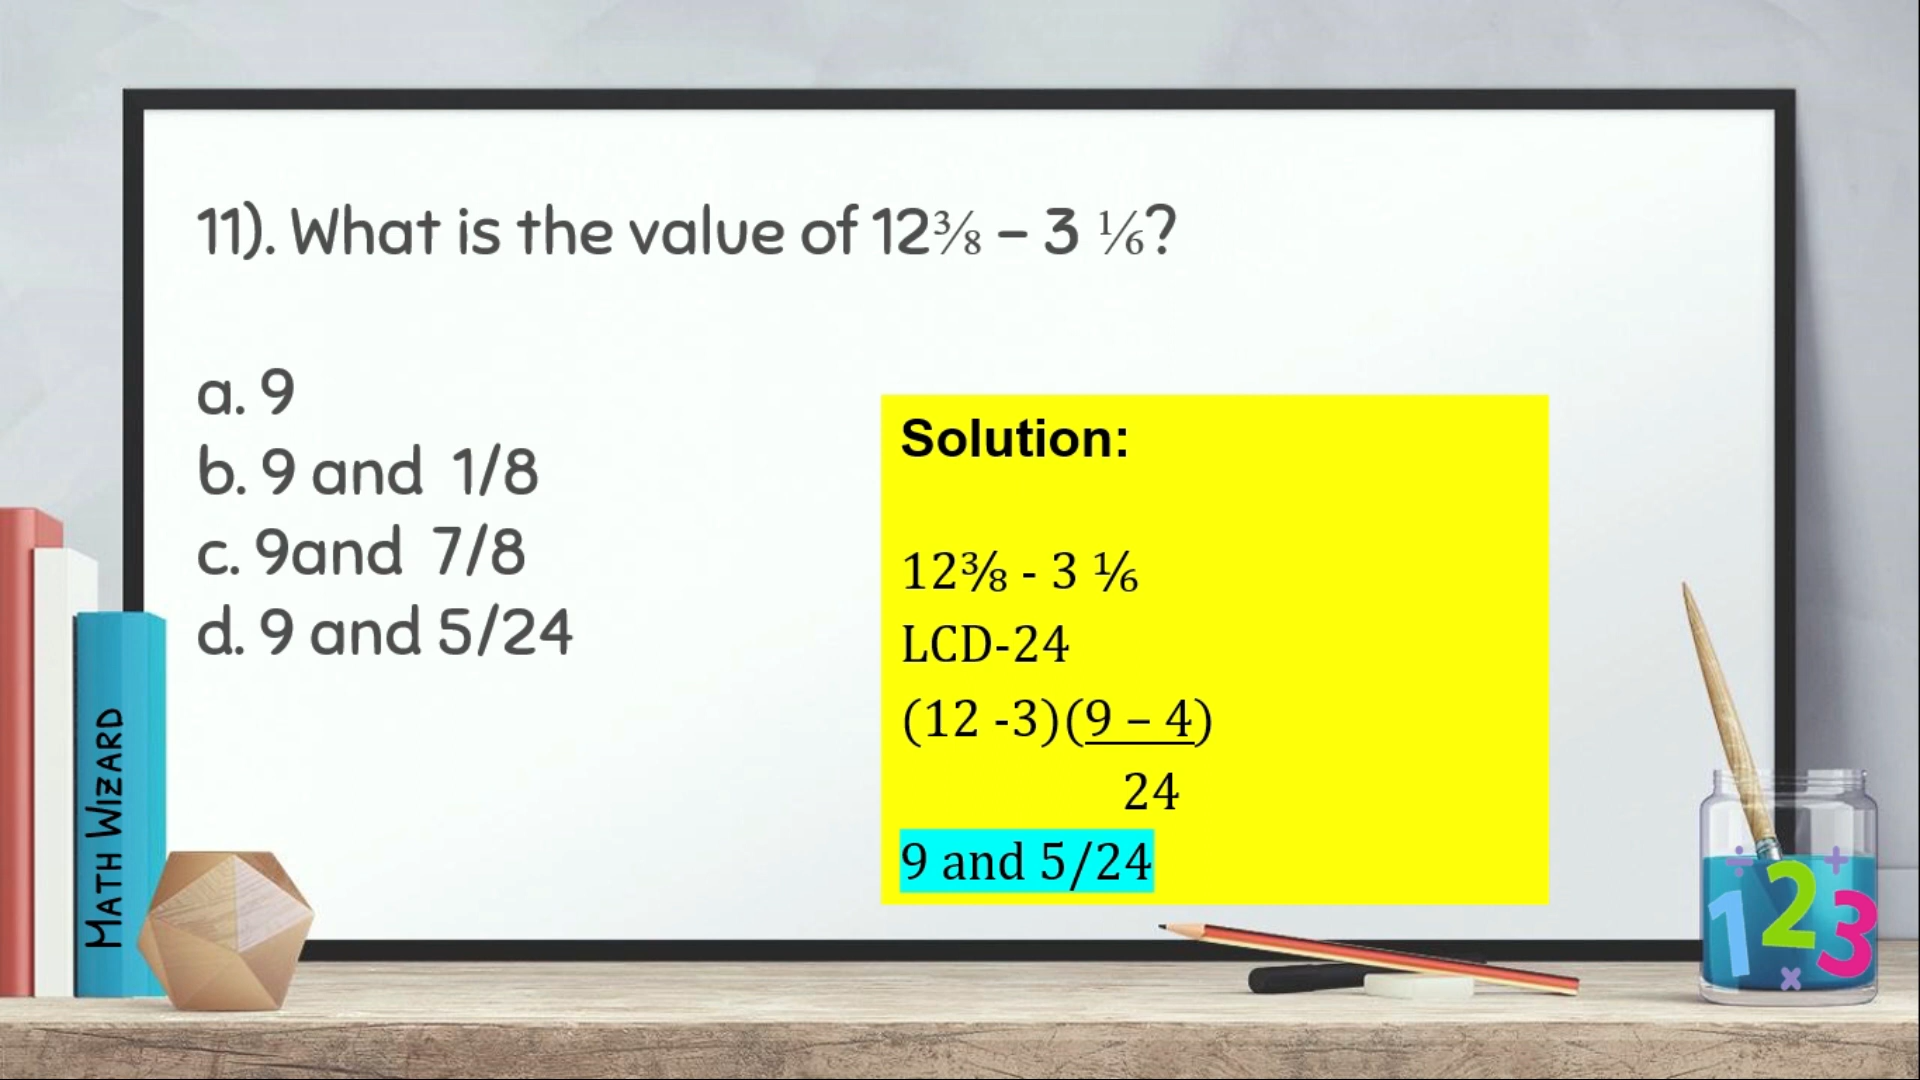 11). What is the value of 12⅜ – 3 ⅙?
a. 9
b. 9 and 1/8
c. 9and 7/8
d. 9 and 5/24
Solution:
12⅜ - 3 ⅙
LCD-24
(12 -3)(9 – 4)
24
9 and 5/24
MATH WIZARD
÷ + 123 ×